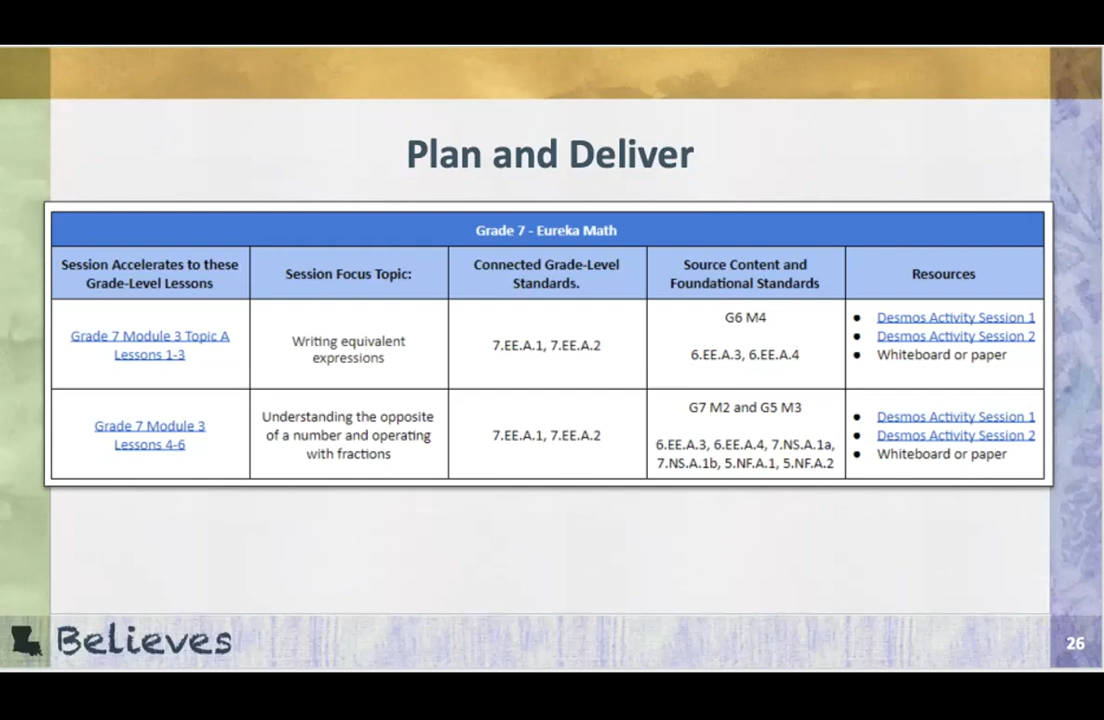 Plan and Deliver
Grade 7 - Eureka Math
Session Accelerates to these
Grade-Level Lessons
Session Focus Topic:
Connected Grade-Level
Standards.
Source Content and
Foundational Standards
Resources
Grade 7 Module 3 Topic A
Lessons 1-3
Writing equivalent
expressions
7.EE.A.1, 7.EE.A.2
G6 M4
6.EE.A.3, 6.EE.A.4
● Desmos Activity Session 1
● Desmos Activity Session 2
● Whiteboard or paper
Grade 7 Module 3
Lessons 4-6
Understanding the opposite
of a number and operating
with fractions
7.EE.A.1, 7.EE.A.2
G7 M2 and G5 M3
6.EE.A.3, 6.EE.A.4, 7.NS.A.1a,
7.NS.A.1b, 5.NF.A.1, 5.NF.A.2
● Desmos Activity Session 1
● Desmos Activity Session 2
● Whiteboard or paper
Believes
26